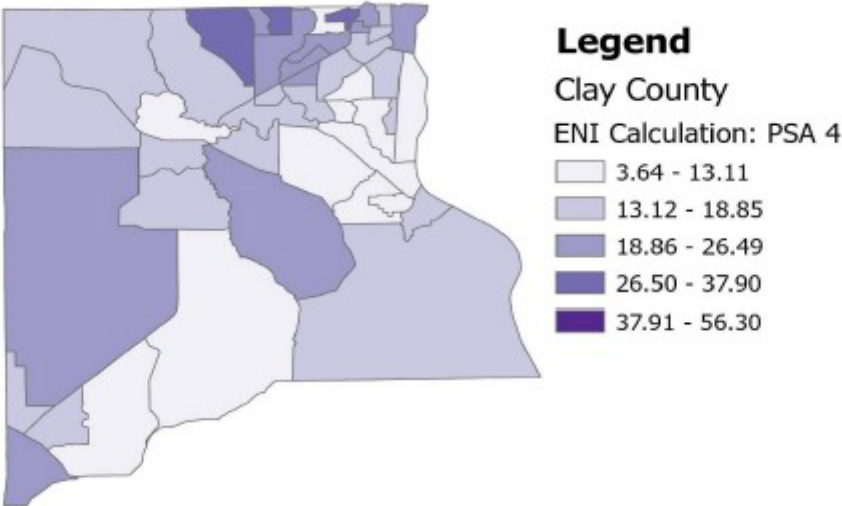 Legend
Clay County
ENI Calculation: PSA 4
3.64 - 13.11
13.12 - 18.85
18.86 - 26.49
26.50 - 37.90
37.91 - 56.30